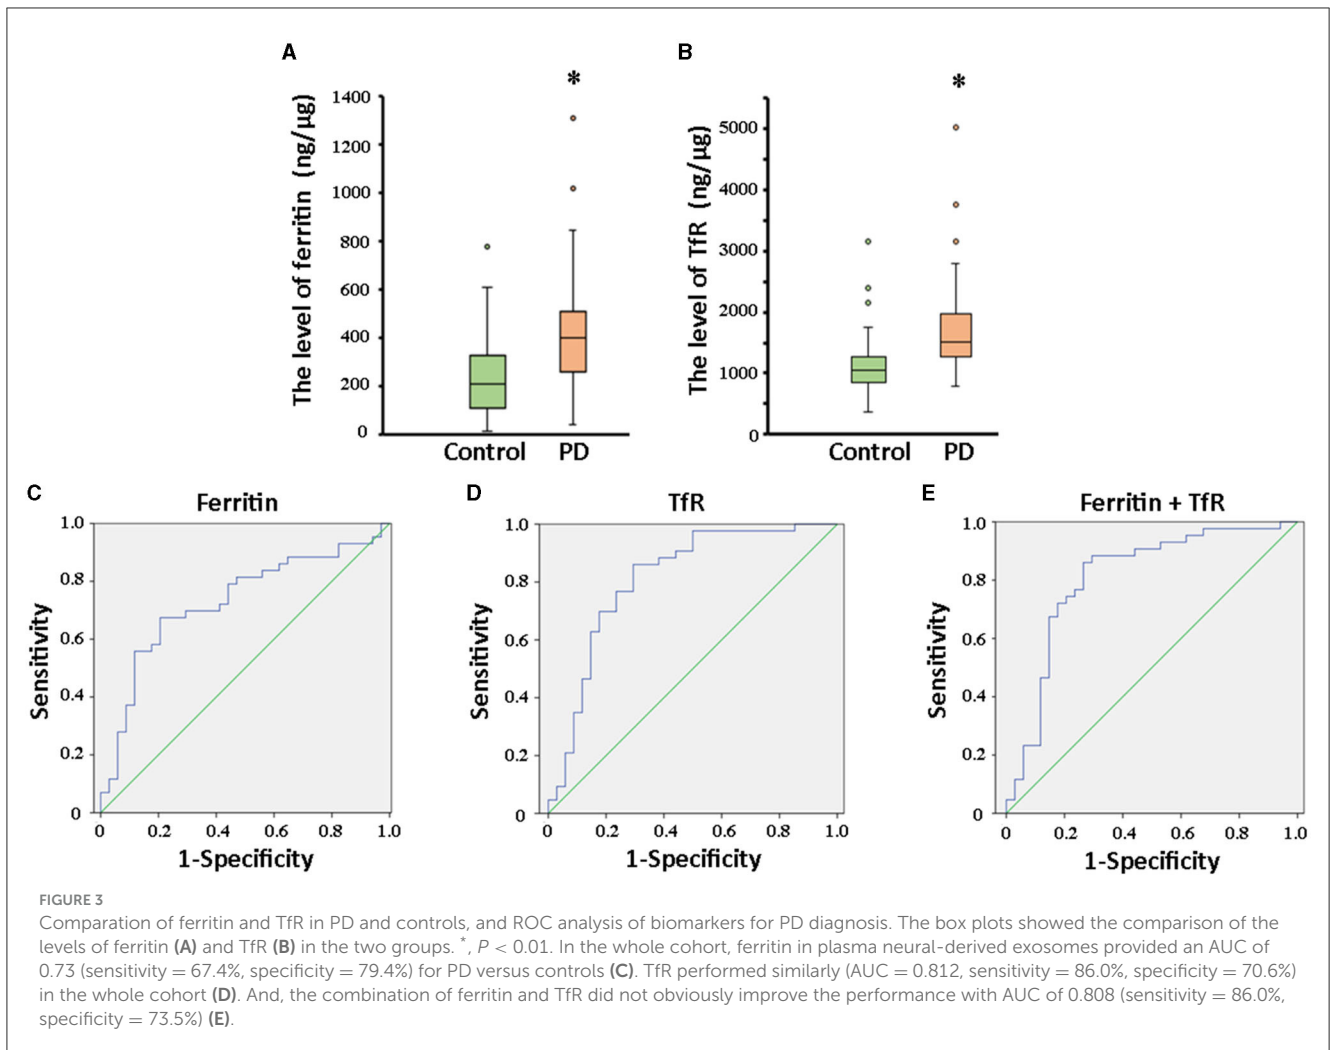 A
*
The level of ferritin (ng/µg)
1400
1200
1000
800
600
400
200
0
Control PD
B
*
The level of TfR (ng/µg)
5000
4000
3000
2000
1000
0
Control PD
C
Ferritin
Sensitivity
1.0
0.8
0.6
0.4
0.2
0
0 0.2 0.4 0.6 0.8 1.0
1-Specificity
D
TfR
Sensitivity
1.0
0.8
0.6
0.4
0.2
0
0 0.2 0.4 0.6 0.8 1.0
1-Specificity
E
Ferritin + TfR
Sensitivity
1.0
0.8
0.6
0.4
0.2
0
0 0.2 0.4 0.6 0.8 1.0
1-Specificity
FIGURE 3
Comparation of ferritin and TfR in PD and controls, and ROC analysis of biomarkers for PD diagnosis. The box plots showed the comparison of the
levels of ferritin (A) and TfR (B) in the two groups. *, P < 0.01. In the whole cohort, ferritin in plasma neural-derived exosomes provided an AUC of
0.73 (sensitivity = 67.4%, specificity = 79.4%) for PD versus controls (C). TfR performed similarly (AUC = 0.812, sensitivity = 86.0%, specificity = 70.6%)
in the whole cohort (D). And, the combination of ferritin and TfR did not obviously improve the performance with AUC of 0.808 (sensitivity = 86.0%,
specificity = 73.5%) (E).